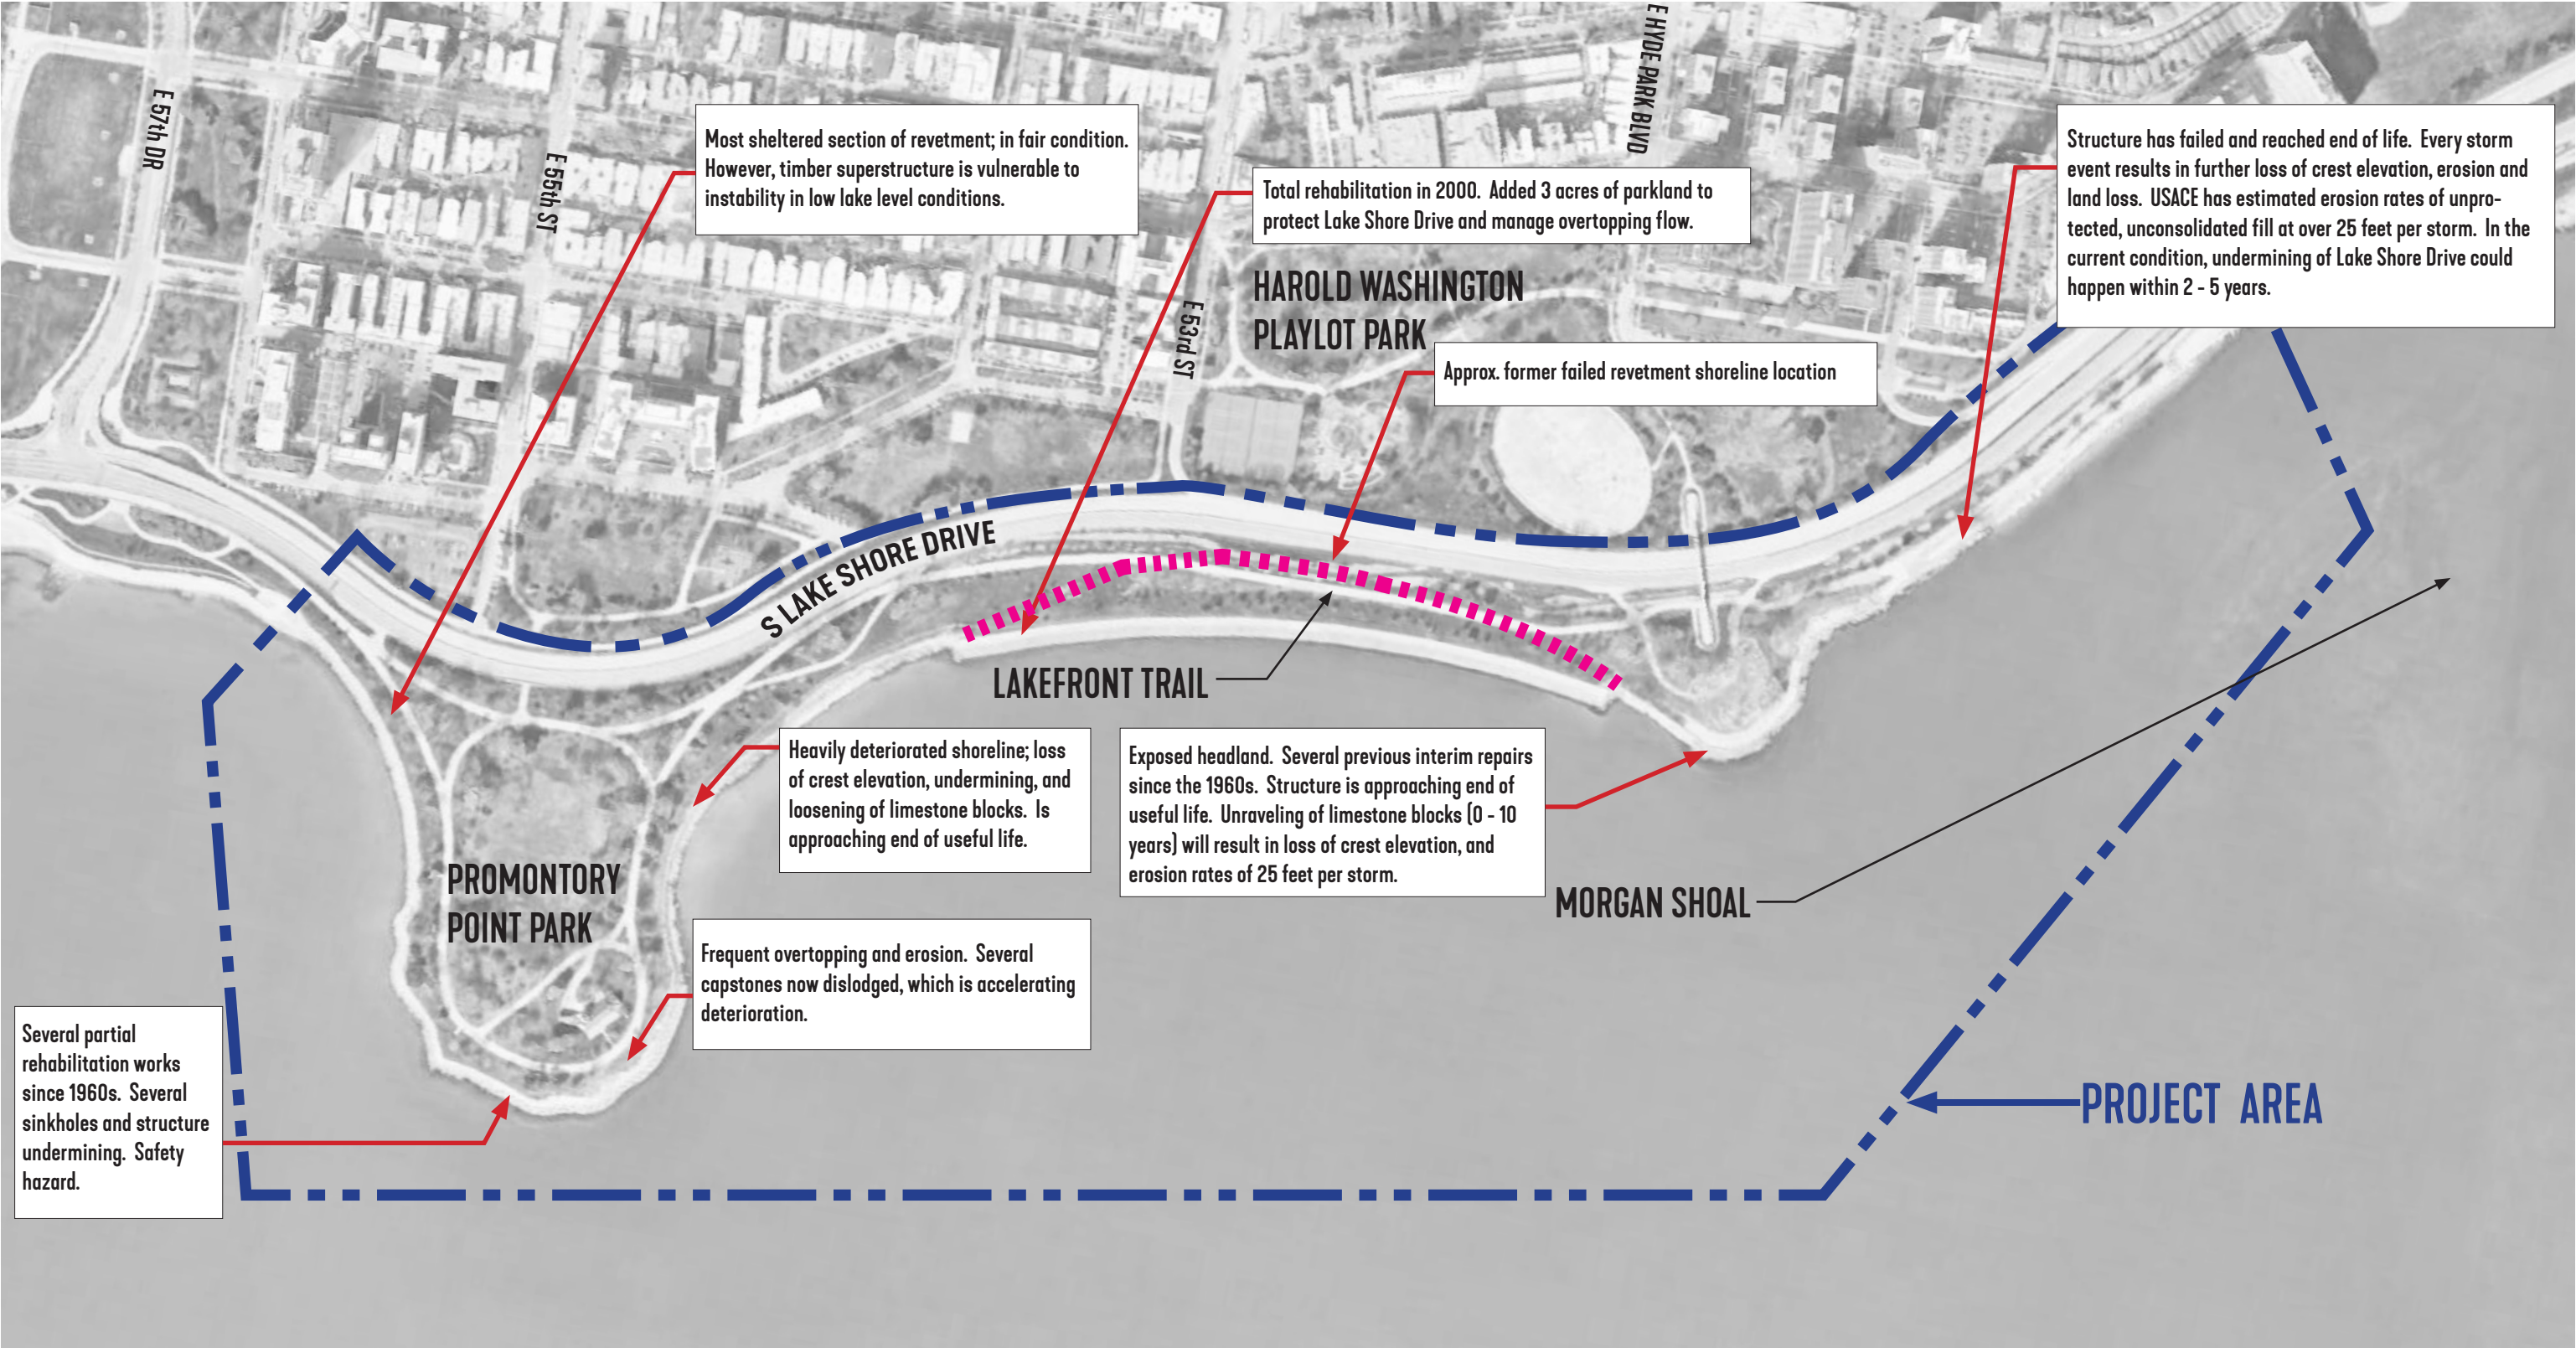 E 57th DR
E 55th ST
E 53rd ST
E HYDE PARK BLVD
Most sheltered section of revetment; in fair condition.
However, timber superstructure is vulnerable to
instability in low lake level conditions.
Total rehabilitation in 2000.  Added 3 acres of parkland to
protect Lake Shore Drive and manage overtopping flow.
Structure has failed and reached end of life.  Every storm
event results in further loss of crest elevation, erosion and
land loss.  USACE has estimated erosion rates of unpro-
tected, unconsolidated fill at over 25 feet per storm.  In the
current condition, undermining of Lake Shore Drive could
happen within 2 - 5 years.
HAROLD WASHINGTON
PLAYLOT PARK
Approx. former failed revetment shoreline location
S LAKE SHORE DRIVE
LAKEFRONT TRAIL
Heavily deteriorated shoreline; loss
of crest elevation, undermining, and
loosening of limestone blocks.  Is
approaching end of useful life.
Exposed headland.  Several previous interim repairs
since the 1960s.  Structure is approaching end of
useful life.  Unraveling of limestone blocks (0 - 10
years) will result in loss of crest elevation, and
erosion rates of 25 feet per storm.
PROMONTORY
POINT PARK
MORGAN SHOAL
Frequent overtopping and erosion.  Several
capstones now dislodged, which is accelerating
deterioration.
Several partial
rehabilitation works
since 1960s.  Several
sinkholes and structure
undermining.  Safety
hazard.
PROJECT AREA